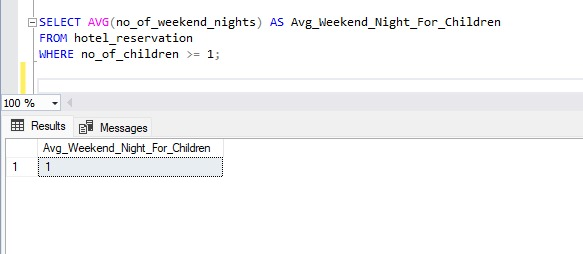 SELECT AVG(no_of_weekend_nights) AS Avg_Weekend_Night_For_Children
FROM hotel_reservation
WHERE no_of_children >= 1;
100 %
Results Messages
Avg_Weekend_Night_For_Children
1 1